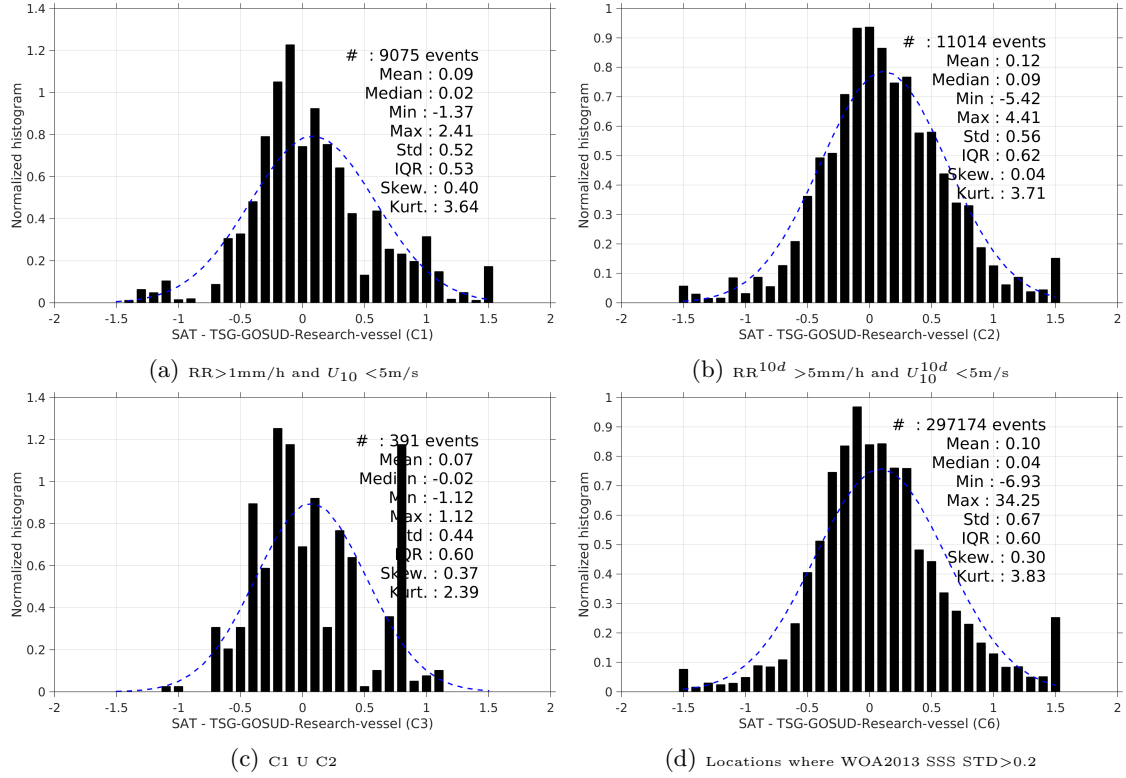 1.4
1.2
1
0.8
0.6
0.4
0.2
0
Normalized histogram
# : 9075 events
Mean : 0.09
Median : 0.02
Min : -1.37
Max : 2.41
Std : 0.52
IQR : 0.53
Skew. : 0.40
Kurt. : 3.64
-2 -1.5 -1 -0.5 0 0.5 1 1.5 2
SAT - TSG-GOSUD-Research-vessel (C1)
(a) RR>1mm/h and U10 <5m/s
1
0.9
0.8
0.7
0.6
0.5
0.4
0.3
0.2
0.1
0
Normalized histogram
# : 11014 events
Mean : 0.12
Median : 0.09
Min : -5.42
Max : 4.41
Std : 0.56
IQR : 0.62
Skew. : 0.04
Kurt. : 3.71
-2 -1.5 -1 -0.5 0 0.5 1 1.5 2
SAT - TSG-GOSUD-Research-vessel (C2)
(b) RR^10d >5mm/h and U10^10d <5m/s
1.4
1.2
1
0.8
0.6
0.4
0.2
0
Normalized histogram
# : 391 events
Mean : 0.07
Median : -0.02
Min : -1.12
Max : 1.12
Std : 0.44
IQR : 0.60
Skew. : 0.37
Kurt. : 2.39
-2 -1.5 -1 -0.5 0 0.5 1 1.5 2
SAT - TSG-GOSUD-Research-vessel (C3)
(c) C1 U C2
1
0.9
0.8
0.7
0.6
0.5
0.4
0.3
0.2
0.1
0
Normalized histogram
# : 297174 events
Mean : 0.10
Median : 0.04
Min : -6.93
Max : 34.25
Std : 0.67
IQR : 0.60
Skew. : 0.30
Kurt. : 3.83
-2 -1.5 -1 -0.5 0 0.5 1 1.5 2
SAT - TSG-GOSUD-Research-vessel (C6)
(d) Locations where WOA2013 SSS STD>0.2